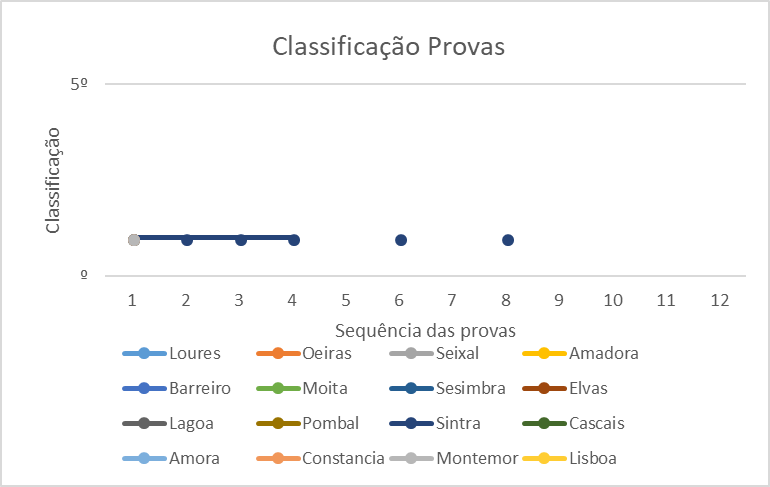 Classificação Provas
5º
Classificação
º
1 2 3 4 5 6 7 8 9 10 11 12
Sequência das provas
Loures Oeiras Seixal Amadora
Barreiro Moita Sesimbra Elvas
Lagoa Pombal Sintra Cascais
Amora Constancia Montemor Lisboa